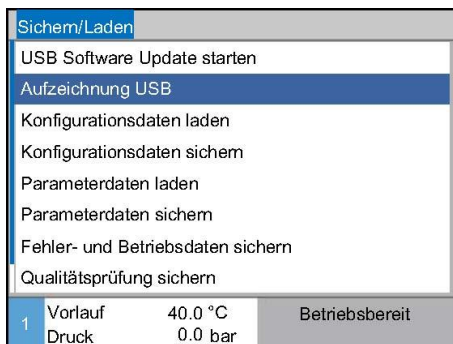 Sichern/Laden
USB Software Update starten
Aufzeichnung USB
Konfigurationsdaten laden
Konfigurationsdaten sichern
Parameterdaten laden
Parameterdaten sichern
Fehler- und Betriebsdaten sichern
Qualitätsprüfung sichern
1 Vorlauf 40.0 °C Betriebsbereit
Druck 0.0 bar